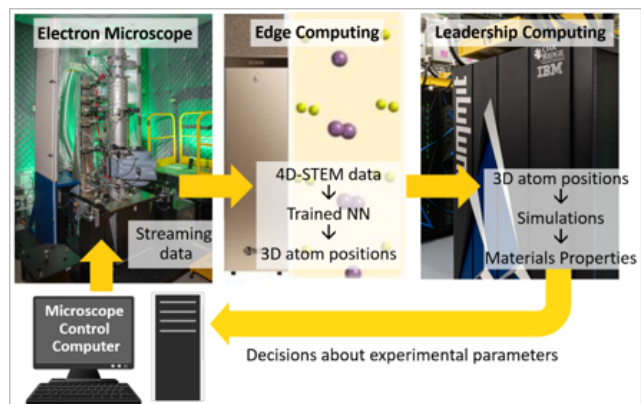 Electron Microscope
Edge Computing
Leadership Computing
IBM
4D-STEM data
↓
Trained NN
↓
3D atom positions
3D atom positions
↓
Simulations
↓
Materials Properties
Streaming
data
Microscope
Control
Computer
Decisions about experimental parameters